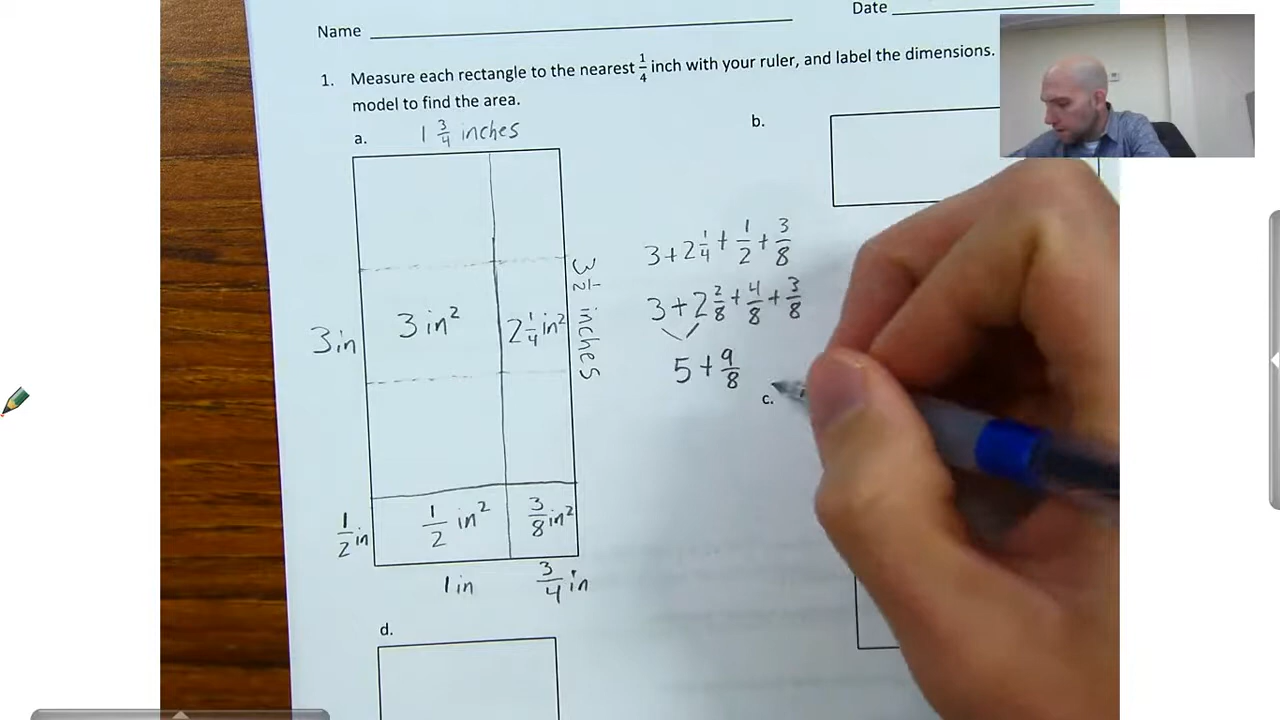 Name
Date
1. Measure each rectangle to the nearest 1/4 inch with your ruler, and label the dimensions.
model to find the area.
a. 1 3/4 inches
b.
3 + 2 1/4 + 1/2 + 3/8
3 + 2 2/8 + 4/8 + 3/8
5 + 9/8
3 1/2 inches
3 in
3 in²
2 1/4 in²
c.
1/2 in
1/2 in²
3/8 in²
1 in
3/4 in
d.